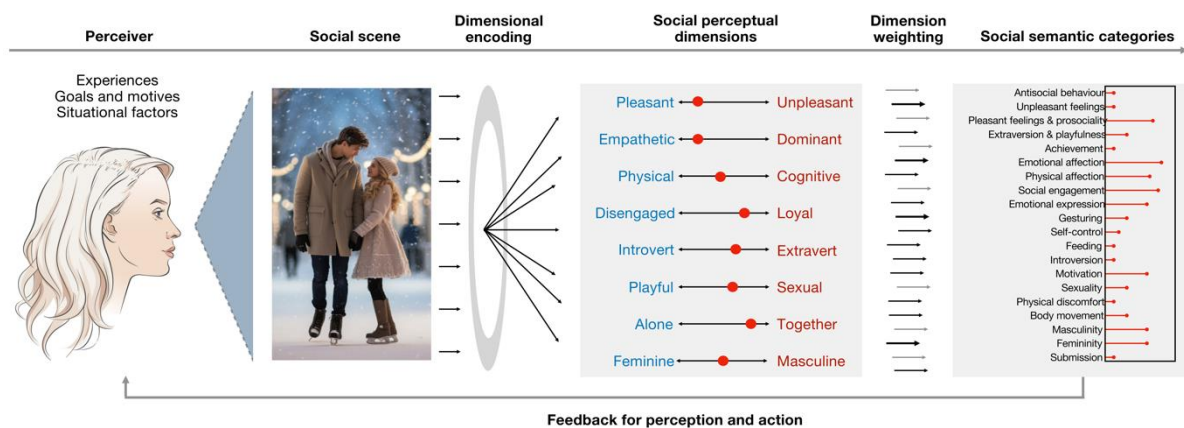 Perceiver
Social scene
Dimensional
encoding
Social perceptual
dimensions
Dimension
weighting
Social semantic categories
Experiences
Goals and motives
Situational factors
Pleasant Unpleasant
Empathetic Dominant
Physical Cognitive
Disengaged Loyal
Introvert Extravert
Playful Sexual
Alone Together
Feminine Masculine
Antisocial behaviour
Unpleasant feelings
Pleasant feelings & prosociality
Extraversion & playfulness
Achievement
Emotional affection
Physical affection
Social engagement
Emotional expression
Gesturing
Self-control
Feeding
Introversion
Motivation
Sexuality
Physical discomfort
Body movement
Masculinity
Femininity
Submission
Feedback for perception and action